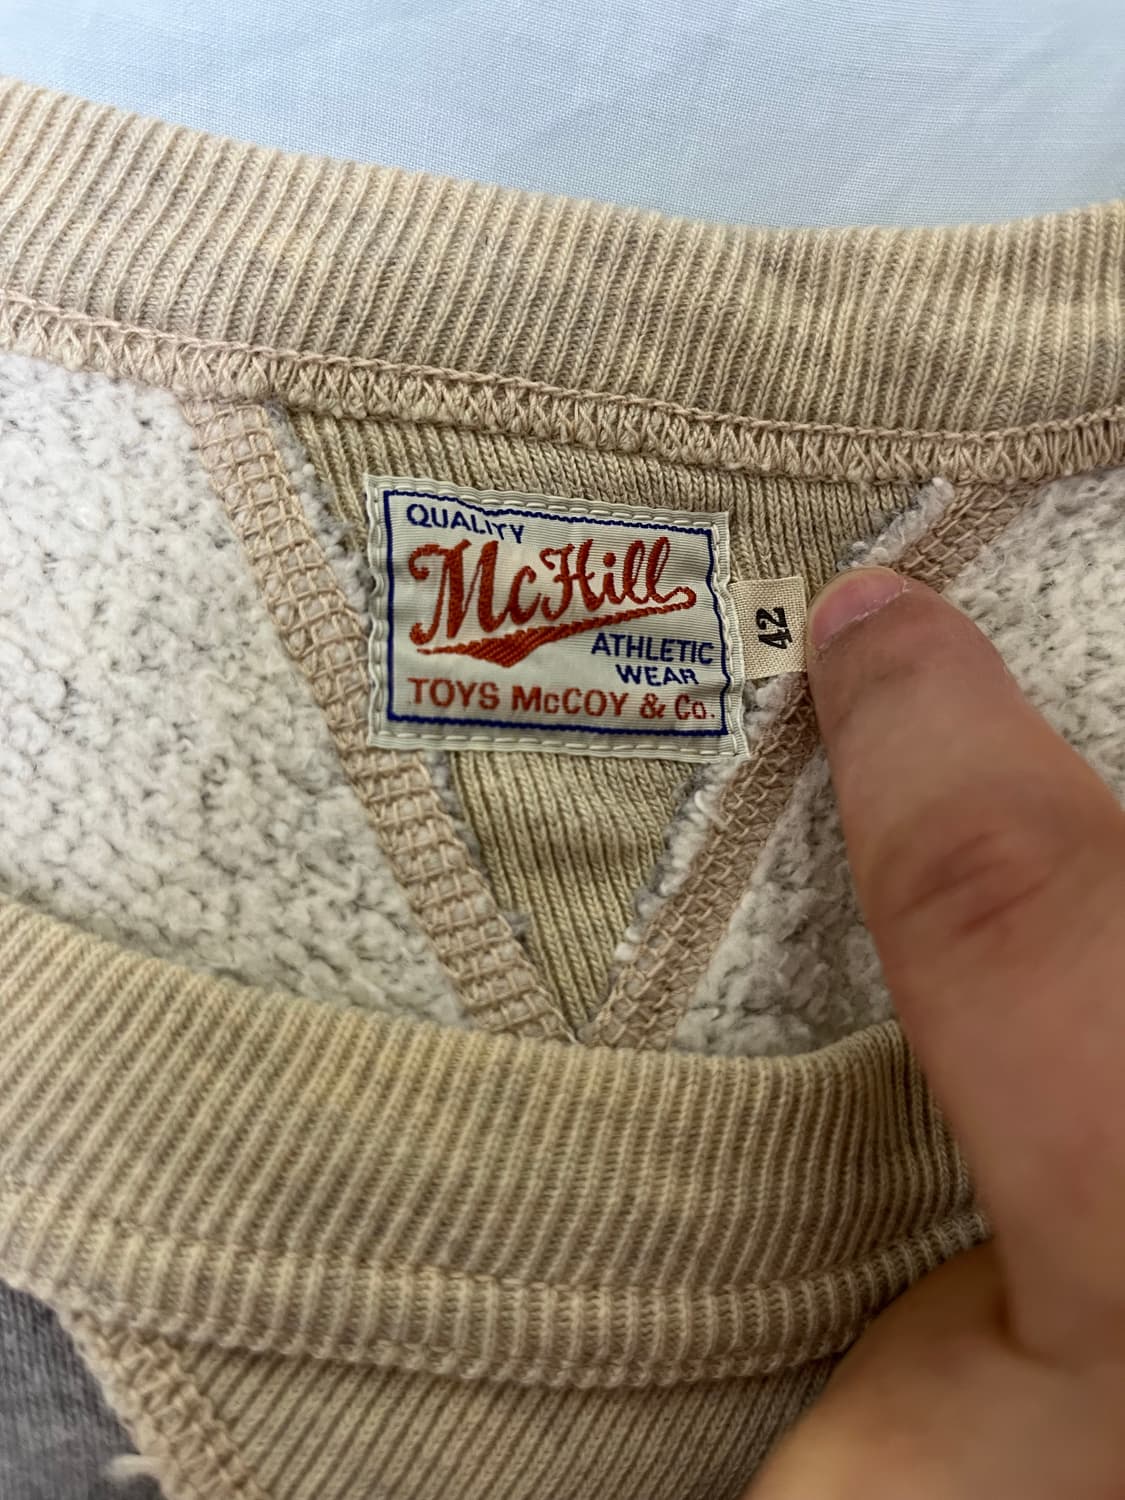 QUALITY
McHill
ATHLETIC
WEAR
TOYS McCOY & Co.
42